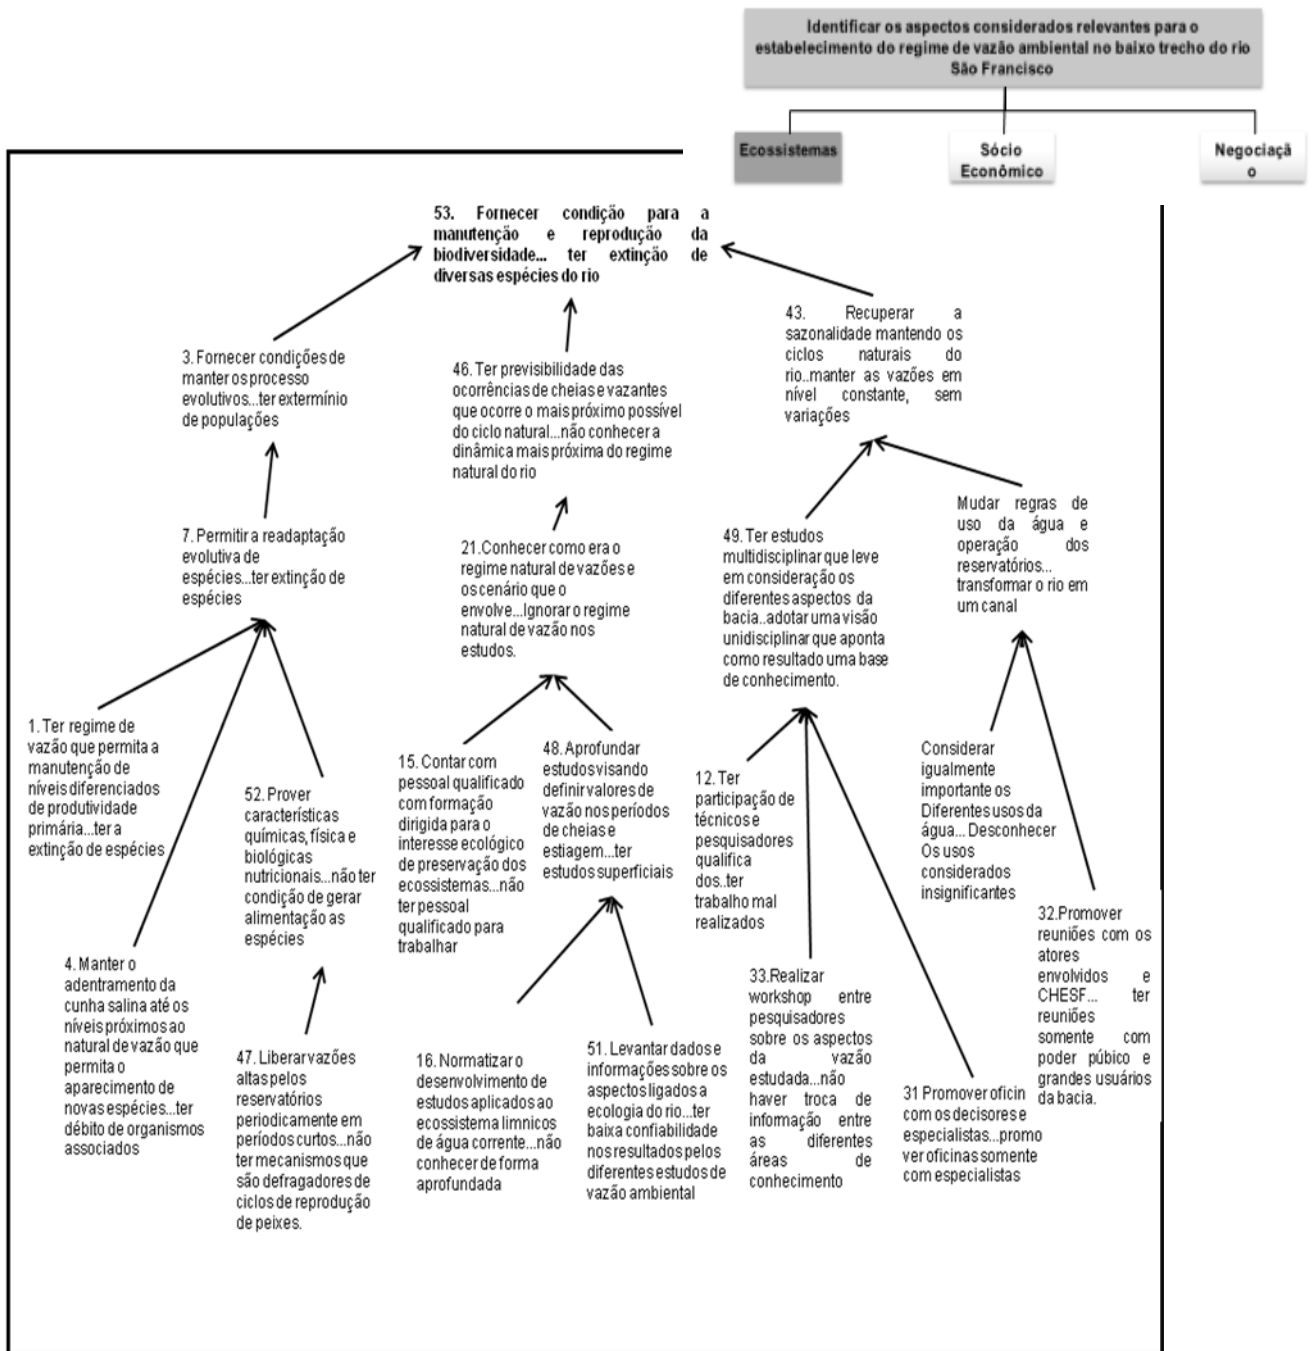 Identificar os aspectos considerados relevantes para o
estabelecimento do regime de vazão ambiental no baixo trecho do rio
São Francisco
Ecossistemas
Sócio
Econômico
Negociaçã
o
53. Fornecer condição para a
manutenção e reprodução da
biodiversidade... ter extinção de
diversas espécies do rio
3. Fornecer condições de
manter os processo
evolutivos...ter extermínio
de populações
46. Ter previsibilidade das
ocorrências de cheias e vazantes
que ocorre o mais próximo possível
do ciclo natural...não conhecer a
dinâmica mais próxima do regime
natural do rio
43. Recuperar a
sazonalidade mantendo os
ciclos naturais do
rio..manter as vazões em
nível constante, sem
variações
7. Permitir a readaptação
evolutiva de
espécies...ter extinção de
espécies
21.Conhecer como era o
regime natural de vazões e
os cenário que o
envolve...Ignorar o regime
natural de vazão nos
estudos.
49. Ter estudos
multidisciplinar que leve
em consideração os
diferentes aspectos da
bacia..adotar uma visão
unidisciplinar que aponta
como resultado uma base
de conhecimento.
Mudar regras de
uso da água e
operação dos
reservatórios...
transformar o rio em
um canal
1. Ter regime de
vazão que permita a
manutenção de
níveis diferenciados
de produtividade
primária...ter a
extinção de espécies
52. Prover
características
químicas, física e
biológicas
nutricionais...não ter
condição de gerar
alimentação as
espécies
15. Contar com
pessoal qualificado
com formação
dirigida para o
interesse ecológico
de preservação dos
ecossistemas...não
ter pessoal
qualificado para
trabalhar
48. Aprofundar
estudos visando
definir valores de
vazão nos períodos
de cheias e
estiagem...ter
estudos superficiais
12. Ter
participação de
técnicos e
pesquisadores
qualifica
dos..ter
trabalho mal
realizados
Considerar
igualmente
importante os
Diferentes usos da
água... Desconhecer
Os usos
considerados
insignificantes
4. Manter o
adentramento da
cunha salina até os
níveis próximos ao
natural de vazão que
permita o
aparecimento de
novas espécies...ter
débito de organismos
associados
47. Liberar vazões
altas pelos
reservatórios
periodicamente em
períodos curtos...não
ter mecanismos que
são defragadores de
ciclos de reprodução
de peixes.
16. Normatizar o
desenvolvimento de
estudos aplicados ao
ecossistema limnicos
de água corrente...não
conhecer de forma
aprofundada
51. Levantar dados e
informações sobre os
aspectos ligados a
ecologia do rio...ter
baixa confiabilidade
nos resultados pelos
diferentes estudos de
vazão ambiental
33.Realizar
workshop entre
pesquisadores
sobre os aspectos
da vazão
estudada...não
haver troca de
informação entre
as diferentes
áreas de
conhecimento
31 Promover oficin
com os decisores e
especialistas...promo
ver oficinas somente
com especialistas
32.Promover
reuniões com os
atores
envolvidos e
CHESF... ter
reuniões
somente com
poder púbico e
grandes usuários
da bacia.